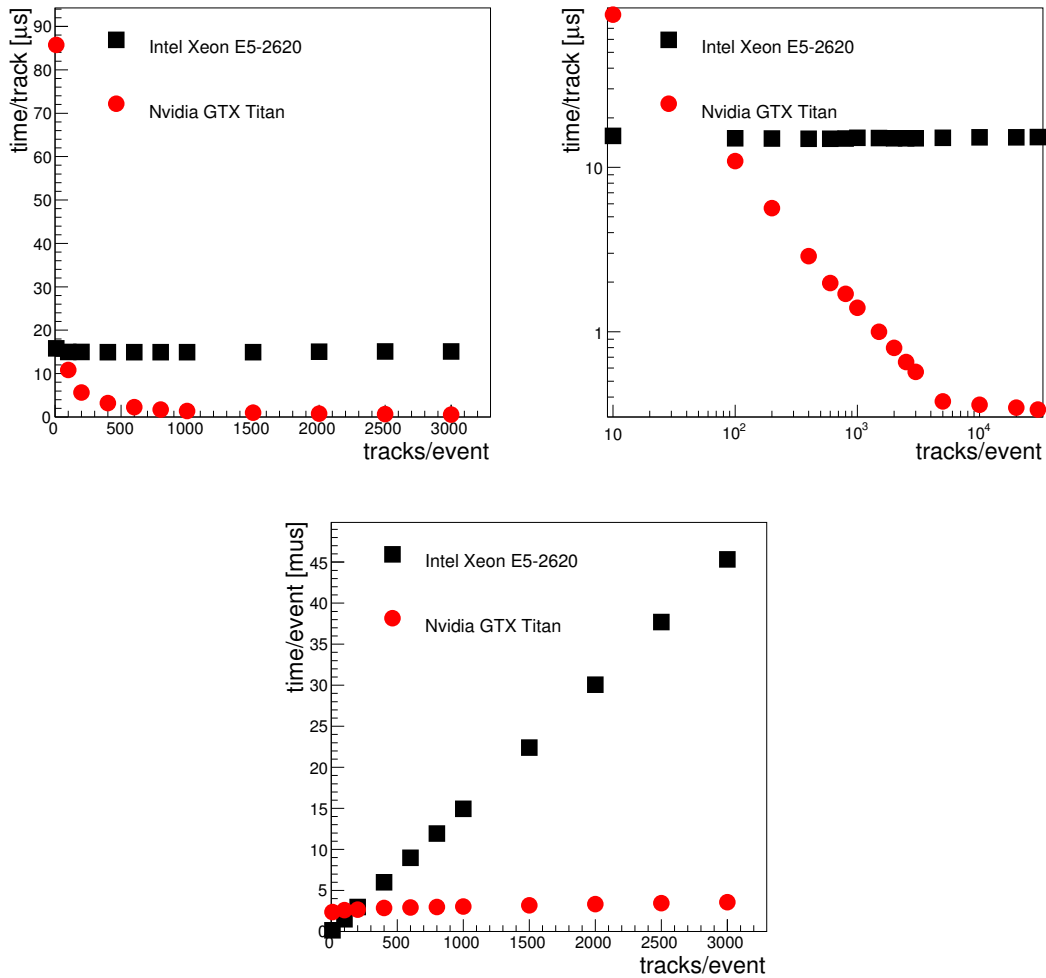 time/track [μs]
90
80
70
60
50
40
30
20
10
0
Intel Xeon E5-2620
Nvidia GTX Titan
0 500 1000 1500 2000 2500 3000
tracks/event
time/track [μs]
10
1
Intel Xeon E5-2620
Nvidia GTX Titan
10 10² 10³ 10⁴
tracks/event
time/event [mus]
45
40
35
30
25
20
15
10
5
0
Intel Xeon E5-2620
Nvidia GTX Titan
0 500 1000 1500 2000 2500 3000
tracks/event